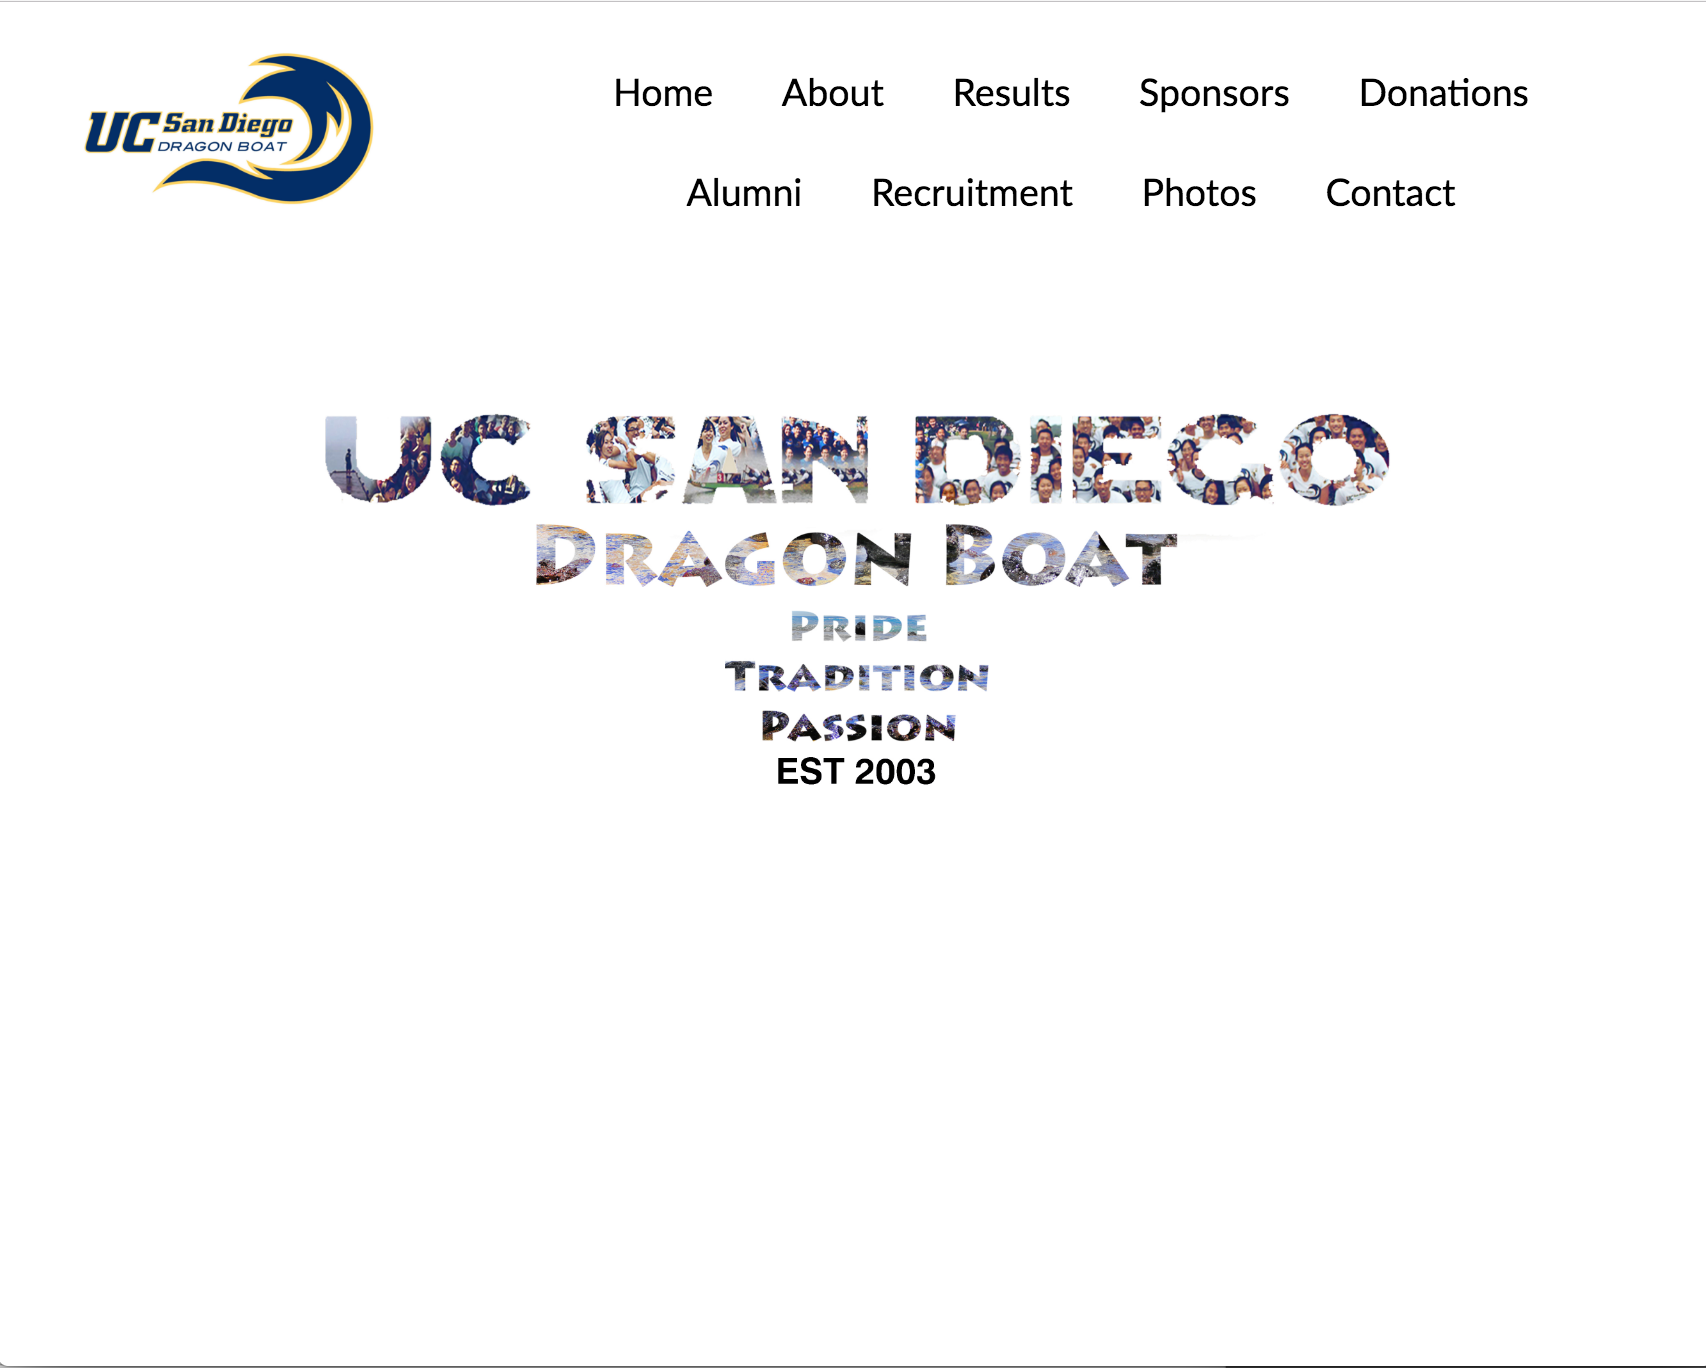 UC San Diego
DRAGON BOAT
Home About Results Sponsors Donations
Alumni Recruitment Photos Contact
UC SAN DIEGO
DRAGON BOAT
PRIDE
TRADITION
PASSION
EST 2003